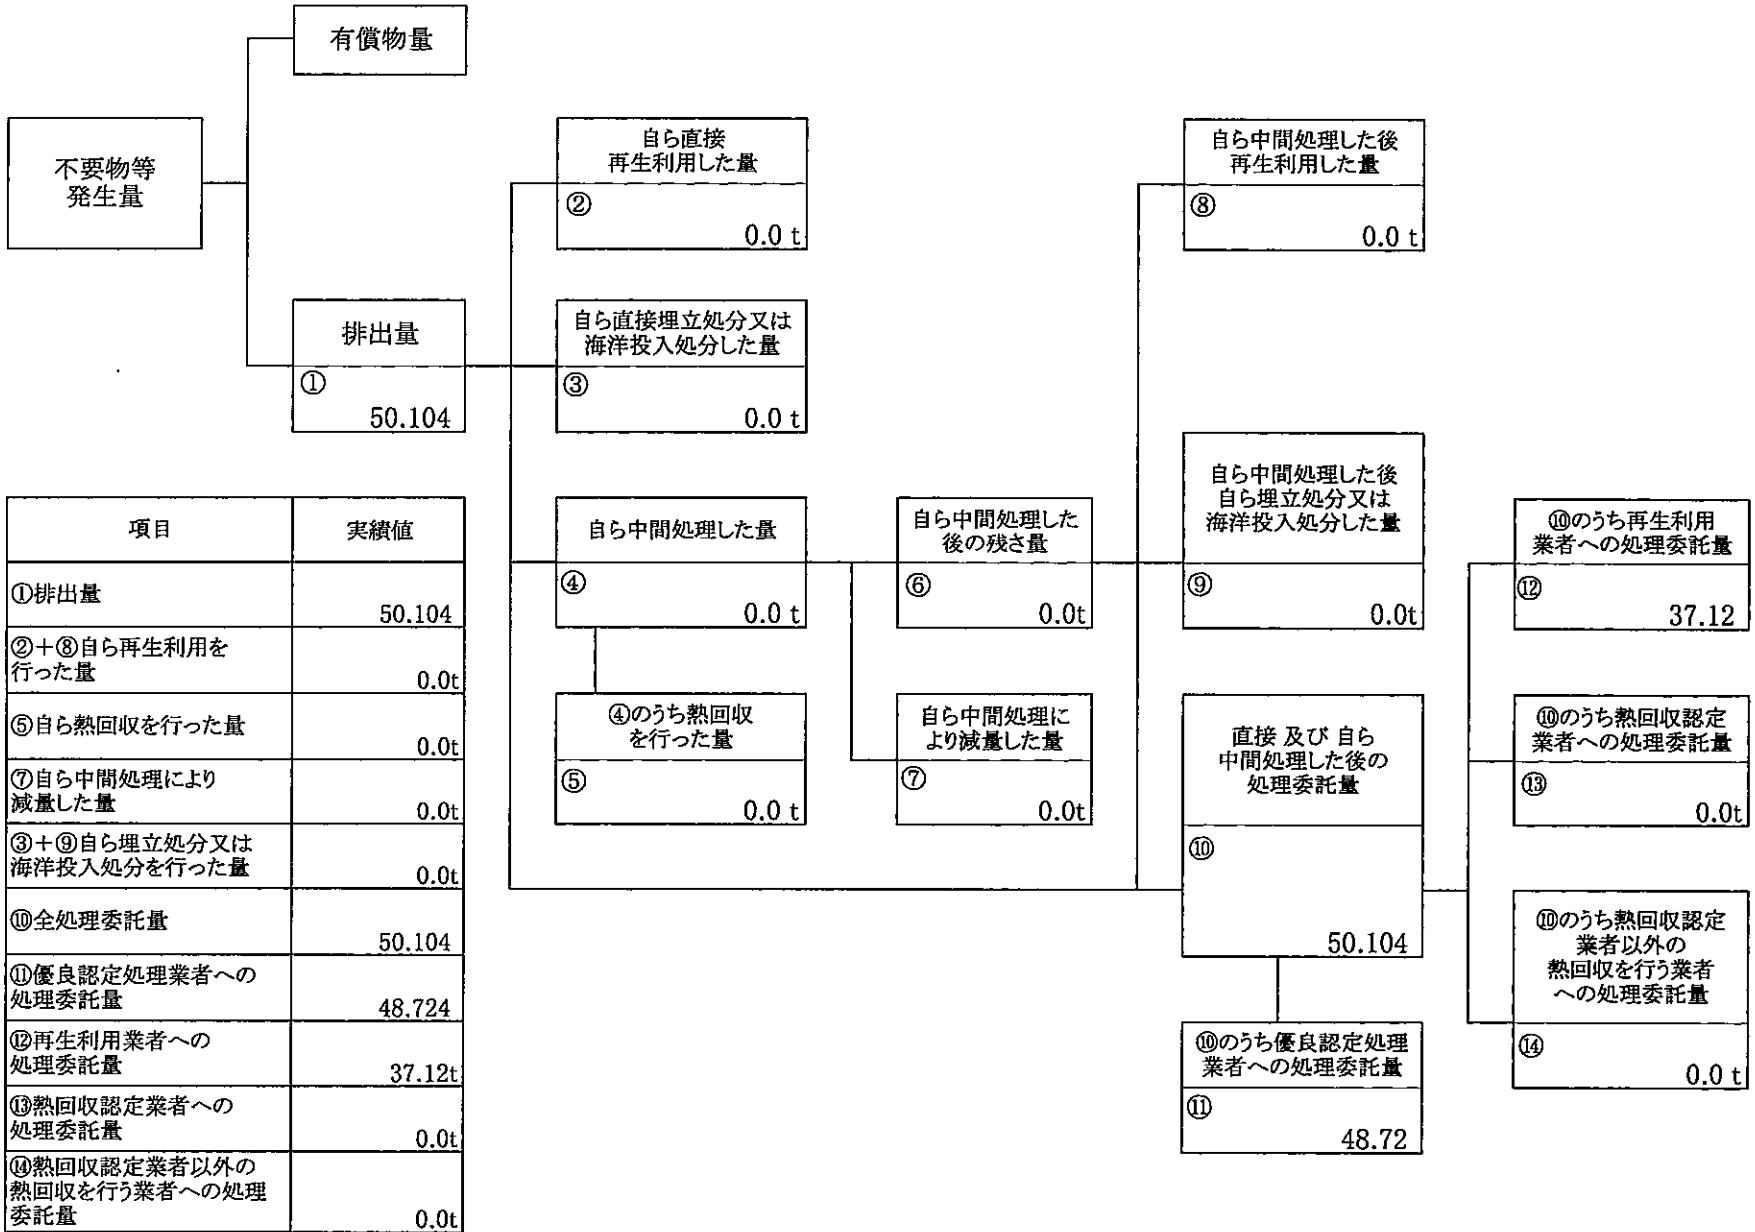 有償物量
不要物等
発生量
排出量
①
50.104
自ら直接
再生利用した量
②
0.0 t
自ら直接埋立処分又は
海洋投入処分した量
③
0.0 t
自ら中間処理した量
④
0.0 t
④のうち熱回収
を行った量
⑤
0.0 t
自ら中間処理した
後の残さ量
⑥
0.0t
自ら中間処理に
より減量した量
⑦
0.0t
自ら中間処理した後
再生利用した量
⑧
0.0 t
自ら中間処理した後
自ら埋立処分又は
海洋投入処分した量
⑨
0.0t
直接 及び 自ら
中間処理した後の
処理委託量
⑩
50.104
⑩のうち優良認定処理
業者への処理委託量
⑪
48.72
⑩のうち再生利用
業者への処理委託量
⑫
37.12
⑩のうち熱回収認定
業者への処理委託量
⑬
0.0t
⑩のうち熱回収認定
業者以外の
熱回収を行う業者
への処理委託量
⑭
0.0 t
項目 実績値
①排出量
50.104
②+⑧自ら再生利用を
行った量
0.0t
⑤自ら熱回収を行った量
0.0t
⑦自ら中間処理により
減量した量
0.0t
③+⑨自ら埋立処分又は
海洋投入処分を行った量
0.0t
⑩全処理委託量
50.104
⑪優良認定処理業者への
処理委託量
48.724
⑫再生利用業者への
処理委託量
37.12t
⑬熱回収認定業者への
処理委託量
0.0t
⑭熱回収認定業者以外の
熱回収を行う業者への処理
委託量
0.0t